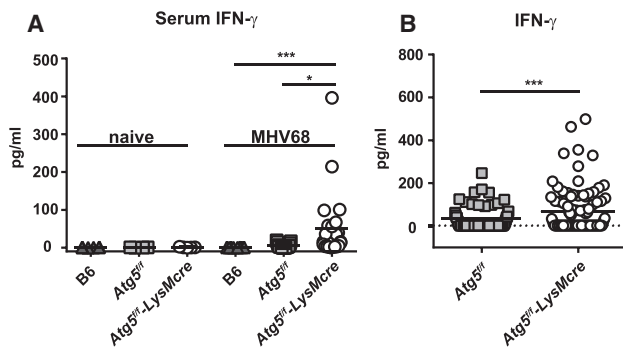 A
Serum IFN-γ
pg/ml
500
400
300
200
100
0
naive
MHV68
***
*
B6
Atg5f/f
Atg5f/f-LysMcre
B6
Atg5f/f
Atg5f/f-LysMcre
B
IFN-γ
pg/ml
800
600
400
200
0
***
Atg5f/f
Atg5f/f-LysMcre